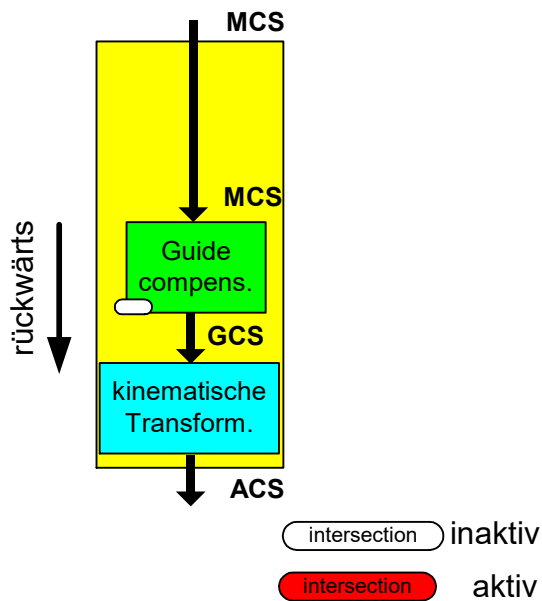 MCS
MCS
Guide
compens.
rückwärts
GCS
kinematische
Transform.
ACS
intersection inaktiv
intersection aktiv